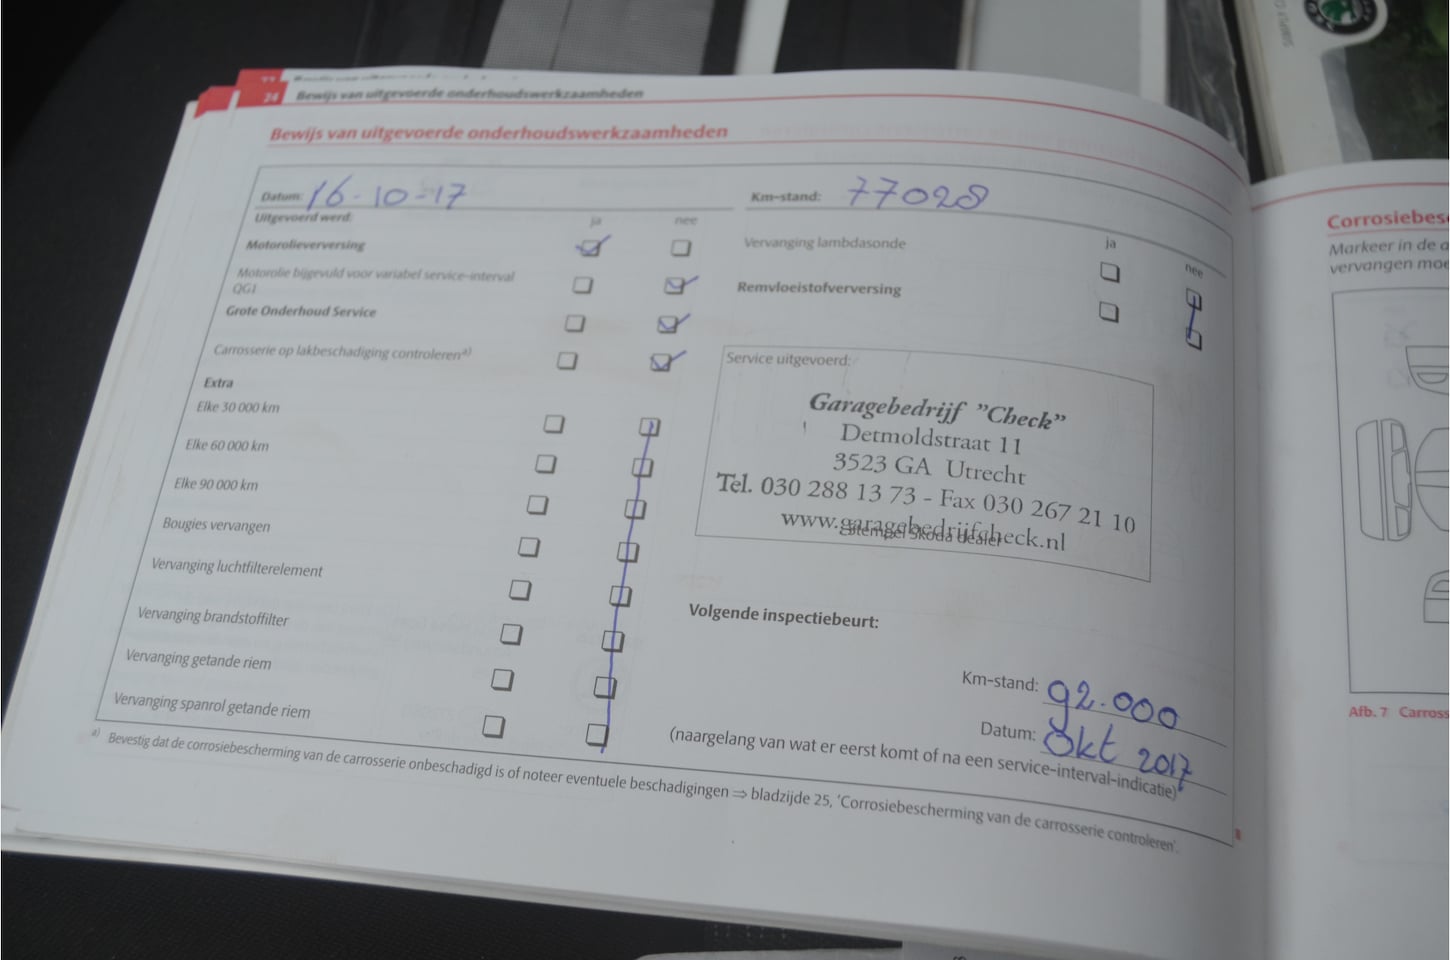 24 Bewijs van uitgevoerde onderhoudswerkzaamheden
Bewijs van uitgevoerde onderhoudswerkzaamheden
Datum: 16-10-17
Km-stand: 77028
Uitgevoerd werd:
ja nee
Motorolieverversing
Motorolie bijgevuld voor variabel service-interval
QG1
Grote Onderhoud Service
Carrosserie op lakbeschadiging controleren a)
Extra
Elke 30 000 km
Elke 60 000 km
Elke 90 000 km
Bougies vervangen
Vervanging luchtfilterelement
Vervanging brandstoffilter
Vervanging getande riem
Vervanging spanrol getande riem
ja nee
Vervanging lambdasonde
Remvloeistofverversing
Service uitgevoerd:
Garagebedrijf "Check"
Detmoldstraat 11
3523 GA Utrecht
Tel. 030 288 13 73 - Fax 030 267 21 10
www.garagebedrijfcheck.nl
Stempel Skoda dealer
Volgende inspectiebeurt:
Km-stand: 92.000
Datum: Okt 2017
(naargelang van wat er eerst komt of na een service-interval-indicatie)
a) Bevestig dat de corrosiebescherming van de carrosserie onbeschadigd is of noteer eventuele beschadigingen ⇒ bladzijde 25, 'Corrosiebescherming van de carrosserie controleren'.
Markeer in de
vervangen
Afb. 7